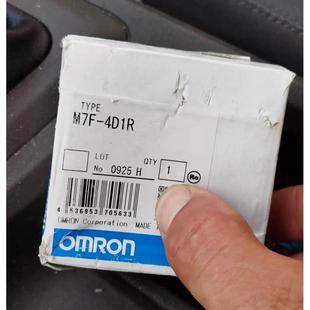 TYPE
M7F-4D1R
LOT QTY
No 0925 H 1
4 536853 705633
OMRON Corporation MADE
OMRON